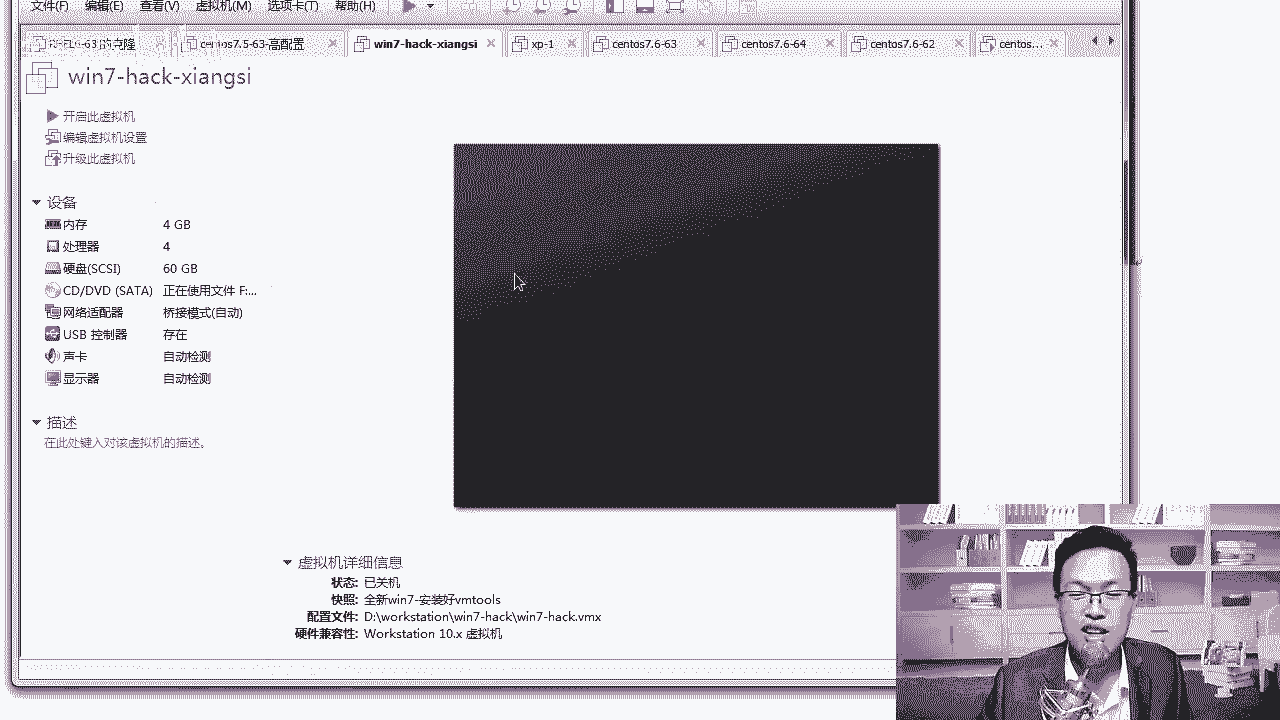 文件(F) 编辑(E) 查看(V) 虚拟机(M) 选项卡(T) 帮助(H)
的克隆 centos7.5-63-高配置 win7-hack-xiangsi xp-1 centos7.6-63 centos7.6-64 centos7.6-62 centos...
win7-hack-xiangsi
开启此虚拟机
编辑虚拟机设置
升级此虚拟机
设备
内存 4 GB
处理器 4
硬盘(SCSI) 60 GB
CD/DVD (SATA) 正在使用文件 F:...
网络适配器 桥接模式(自动)
USB 控制器 存在
声卡 自动检测
显示器 自动检测
描述
在此处键入对该虚拟机的描述。
虚拟机详细信息
状态: 已关机
快照: 全新win7-安装好vmtools
配置文件: D:\workstation\win7-hack\win7-hack.vmx
硬件兼容性: Workstation 10.x 虚拟机